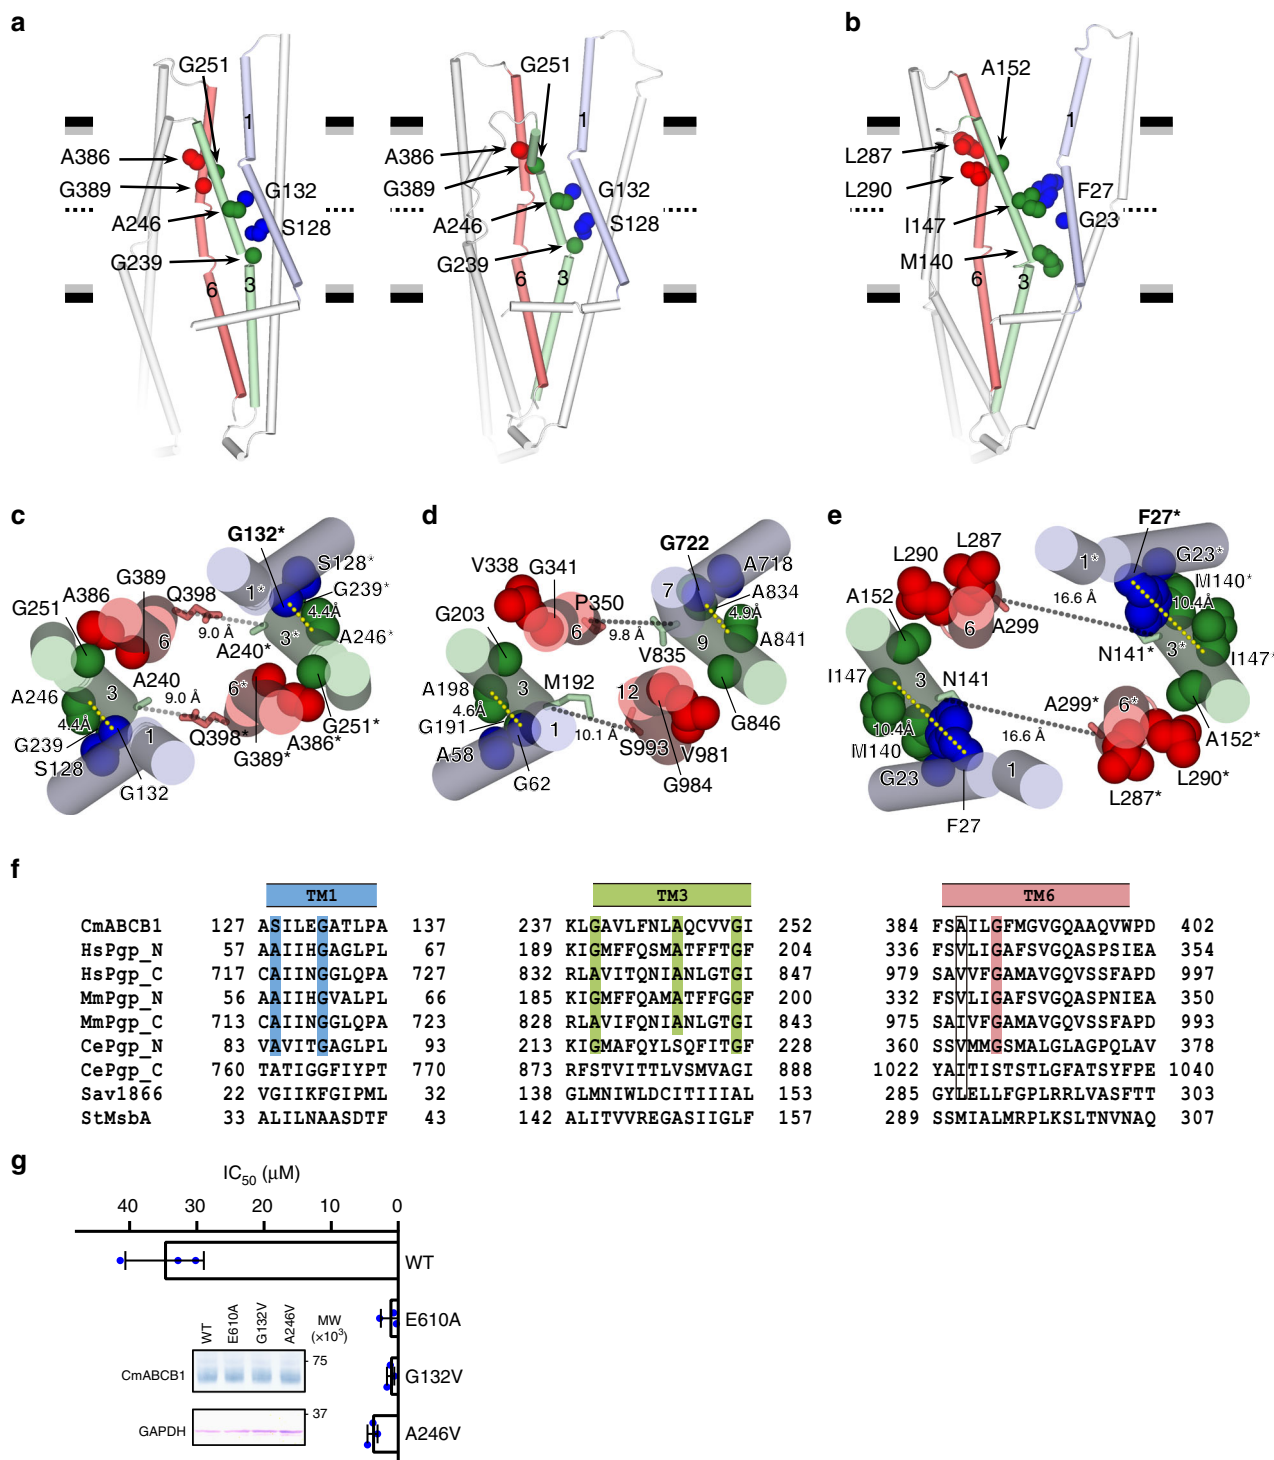 a
b
G251
1
A386
G389
A246
G239
G132
S128
6
3
G251
1
A386
G389
A246
G239
G132
S128
6
3
A152
1
L287
L290
I147
M140
F27
G23
6
3
c
G132*
S128*
G239*
A246*
G251*
A386*
G389*
Q398*
A240*
G389
Q398
A386
G251
6
9.0 Å
1*
3*
4.4Å
A246
3
A240
9.0 Å
6*
4.4Å
G239
S128
1
G132
d
G722
A718
A834
A841
G846
V338
G341
P350
G203
6
9.8 Å
7
9
4.9Å
V835
A198
3
M192
12
4.6Å
G191
A58
1
10.1 Å
G62
S993
V981
G984
e
F27*
G23*
M140*
I147*
A152*
L290
L287
A152
6
A299
16.6 Å
1*
10.4Å
3*
N141*
I147
3
N141
A299*
6*
10.4Å
M140
G23
16.6 Å
1
F27
L290*
L287*
f
TM1 TM3 TM6
CmABCB1 127 ASILEGATLPA 137 237 KLGAVLFNLAQCVVGI 252 384 FSAILGFMGVGQAAQVWPD 402
HsPgp_N 57 AAIIHGAGLPL 67 189 KIGMFFQSMATFFTGF 204 336 FSVLIGAFSVGQASPSIEA 354
HsPgp_C 717 CAIINGGLQPA 727 832 RLAVITQNIANLGTGI 847 979 SAVVFGAMAVGQVSSFAPD 997
MmPgp_N 56 AAIIHGVALPL 66 185 KIGMFFQAMATFFGGF 200 332 FSVLIGAFSVGQASPNIEA 350
MmPgp_C 713 CAIINGGLQPA 723 828 RLAVIFQNIANLGTGI 843 975 SAIVFGAMAVGQVSSFAPD 993
CePgp_N 83 VAVITGAGLPL 93 213 KIGMAFQYLSQFITGF 228 360 SSVMMGSMALGLAGPQLAV 378
CePgp_C 760 TATIGGFIYPT 770 873 RFSTVITTLVSMVAGI 888 1022 YAITISTSTLGFATSYFPE 1040
Sav1866 22 VGIIKFGIPML 32 138 GLMNIWLDCITIIIAL 153 285 GYLELLFGPLRRLVASFTT 303
StMsbA 33 ALILNAASDTF 43 142 ALITVVREGASIIGLF 157 289 SSMIALMRPLKSLTNVNAQ 307
g
IC50 (μM)
40 30 20 10 0
WT
E610A
G132V
A246V
WT E610A G132V A246V MW (×10³)
CmABCB1
75
GAPDH
37